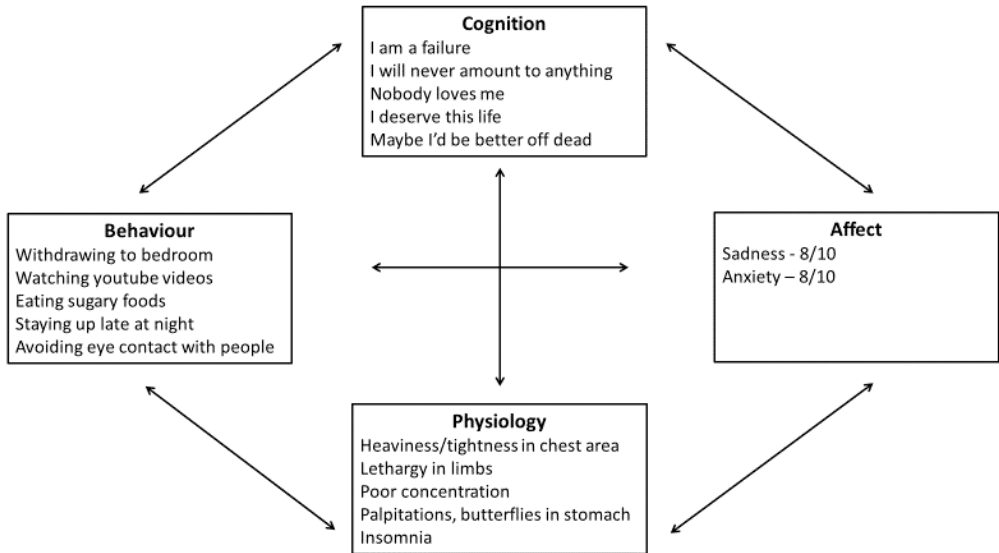 Cognition
I am a failure
I will never amount to anything
Nobody loves me
I deserve this life
Maybe I’d be better off dead
Behaviour
Withdrawing to bedroom
Watching youtube videos
Eating sugary foods
Staying up late at night
Avoiding eye contact with people
Affect
Sadness - 8/10
Anxiety – 8/10
Physiology
Heaviness/tightness in chest area
Lethargy in limbs
Poor concentration
Palpitations, butterflies in stomach
Insomnia